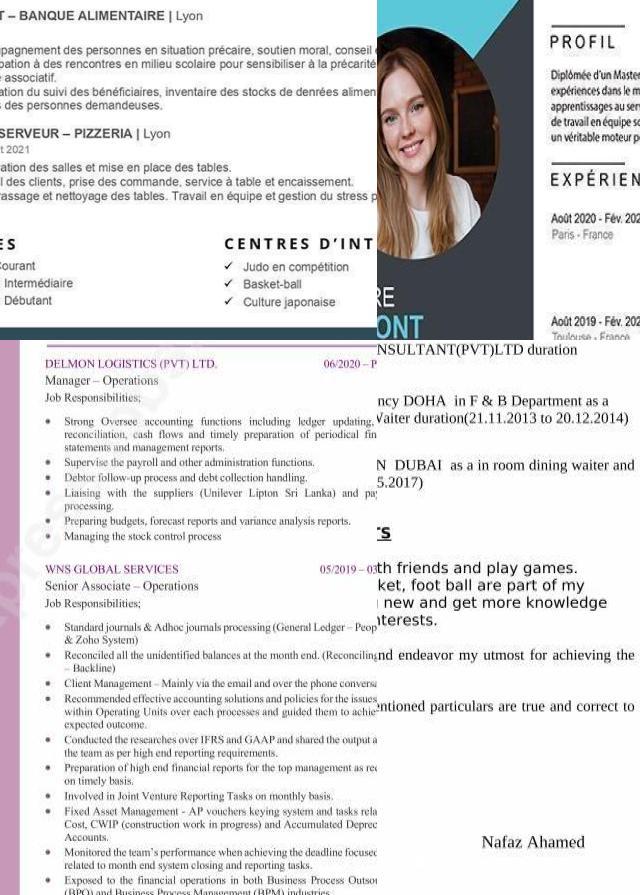 – BANQUE ALIMENTAIRE | Lyon
des personnes en situation précaire, soutien moral, conseil
à des rencontres en milieu scolaire pour sensibiliser à la précarité
associatif.
du suivi des bénéficiaires, inventaire des stocks de denrées
des personnes demandeuses.
SERVEUR – PIZZERIA | Lyon
2021
des salles et mise en place des tables.
des clients, prise des commande, service à table et encaissement.
et nettoyage des tables. Travail en équipe et gestion du stress
CENTRES D'INT
Courant
Intermédiaire
Débutant
✓ Judo en compétition
✓ Basket-ball
✓ Culture japonaise
RE
ONT
PROFIL
Diplômée d'un Master
expériences dans le
apprentissages au
de travail en équipe
un véritable moteur
EXPÉRIEN
Août 2020 - Fév. 202
Paris - France
Août 2019 - Fév. 202
Toulouse - France
DELMON LOGISTICS (PVT) LTD. 06/2020 – P
Manager – Operations
Job Responsibilities;
• Strong Oversee accounting functions including ledger updating,
reconciliation, cash flows and timely preparation of periodical fin
statements and management reports.
• Supervise the payroll and other administration functions.
• Debtor follow-up process and debt collection handling.
• Liaising with the suppliers (Unilever Lipton Sri Lanka) and pay
processing.
• Preparing budgets, forecast reports and variance analysis reports.
• Managing the stock control process
WNS GLOBAL SERVICES 05/2019 – 03
Senior Associate – Operations
Job Responsibilities;
• Standard journals & Adhoc journals processing (General Ledger – Peop
& Zoho System)
• Reconciled all the unidentified balances at the month end. (Reconciling
– Backline)
• Client Management – Mainly via the email and over the phone conversa
• Recommended effective accounting solutions and policies for the issues
within Operating Units over each processes and guided them to achie
expected outcome.
• Conducted the researches over IFRS and GAAP and shared the output a
the team as per high end reporting requirements.
• Preparation of high end financial reports for the top management as rec
on timely basis.
• Involved in Joint Venture Reporting Tasks on monthly basis.
• Fixed Asset Management - AP vouchers keying system and tasks rela
Cost, CWIP (construction work in progress) and Accumulated Deprec
Accounts.
• Monitored the team's performance when achieving the deadline focused
related to month end system closing and reporting tasks.
• Exposed to the financial operations in both Business Process Outsou
(BPO) and Business Process Management (BPM) industries
NSULTANT(PVT)LTD duration
ncy DOHA in F & B Department as a
Waiter duration(21.11.2013 to 20.12.2014)
N DUBAI as a in room dining waiter and
5.2017)
TS
th friends and play games.
ket, foot ball are part of my
new and get more knowledge
nterests.
nd endeavor my utmost for achieving the
entioned particulars are true and correct to
Nafaz Ahamed